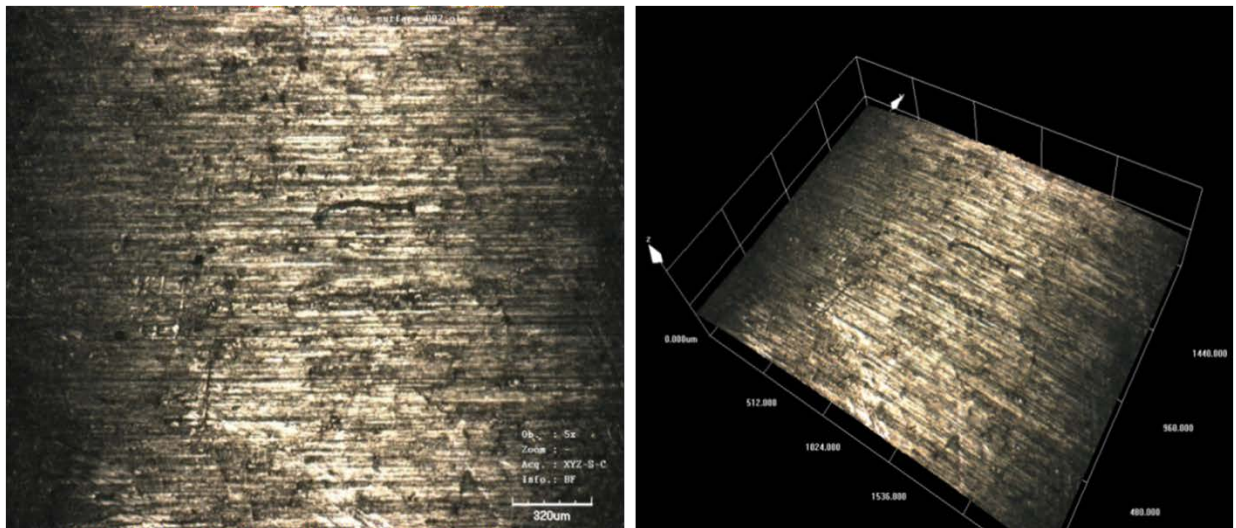 Ob. : 5x
Zoom : -
Acq. : XYZ-S-C
Info.: BF
320um
z
0.000um
512.000
1024.000
1536.000
1440.000
960.000
480.000